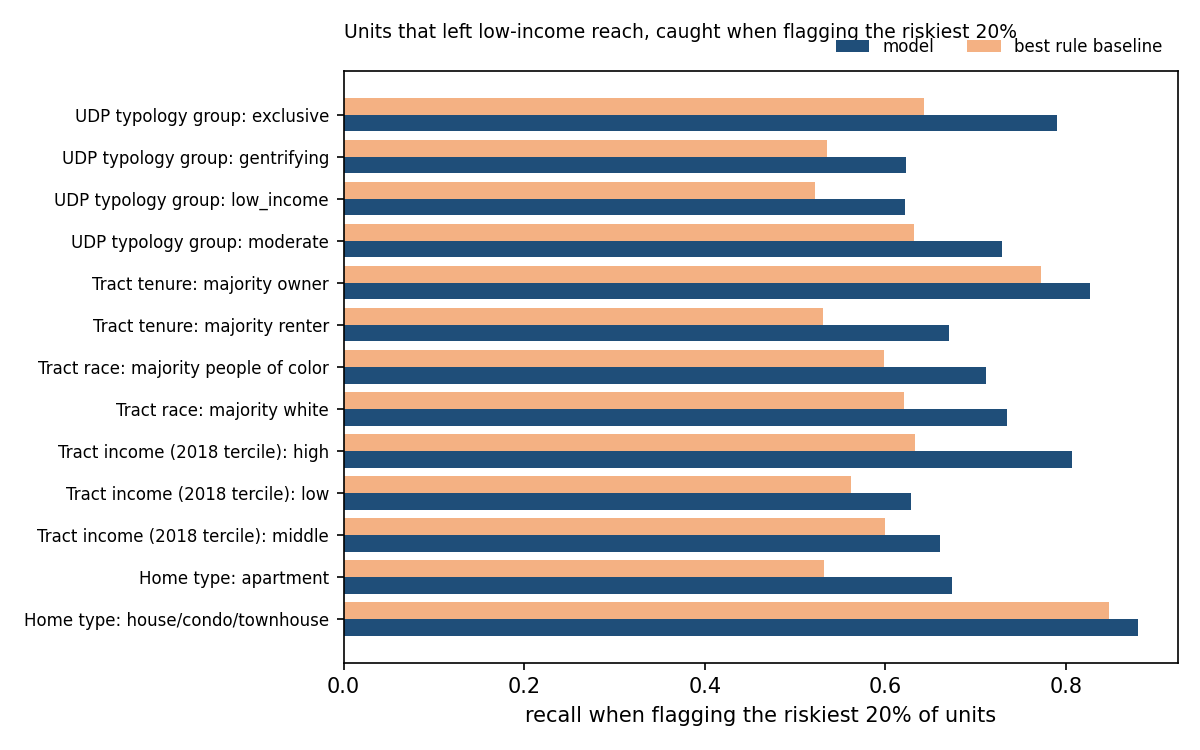 Units that left low-income reach, caught when flagging the riskiest 20%
model
best rule baseline
UDP typology group: exclusive
UDP typology group: gentrifying
UDP typology group: low_income
UDP typology group: moderate
Tract tenure: majority owner
Tract tenure: majority renter
Tract race: majority people of color
Tract race: majority white
Tract income (2018 tercile): high
Tract income (2018 tercile): low
Tract income (2018 tercile): middle
Home type: apartment
Home type: house/condo/townhouse
0.0 0.2 0.4 0.6 0.8
recall when flagging the riskiest 20% of units